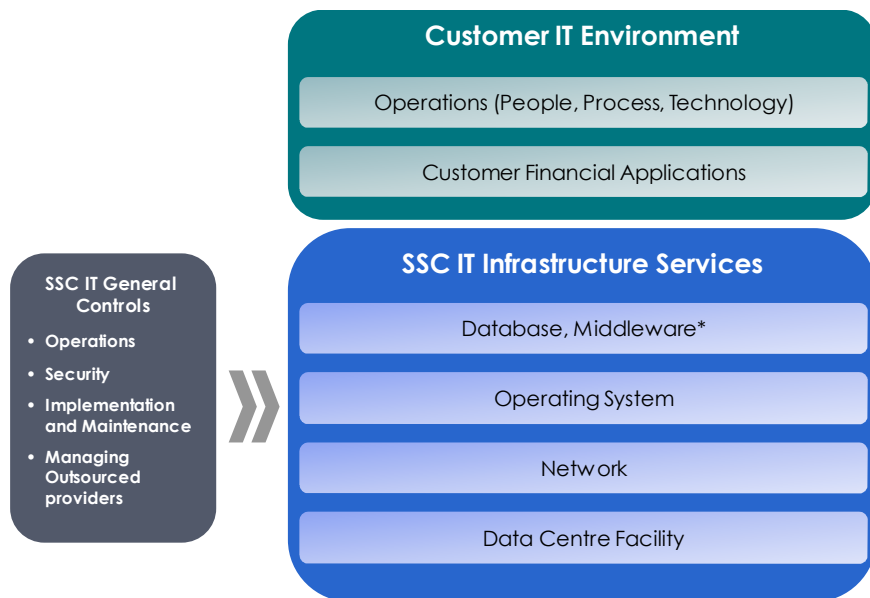 Customer IT Environment
Operations (People, Process, Technology)
Customer Financial Applications
SSC IT General
Controls
• Operations
• Security
• Implementation
and Maintenance
• Managing
Outsourced
providers
SSC IT Infrastructure Services
Database, Middleware*
Operating System
Network
Data Centre Facility